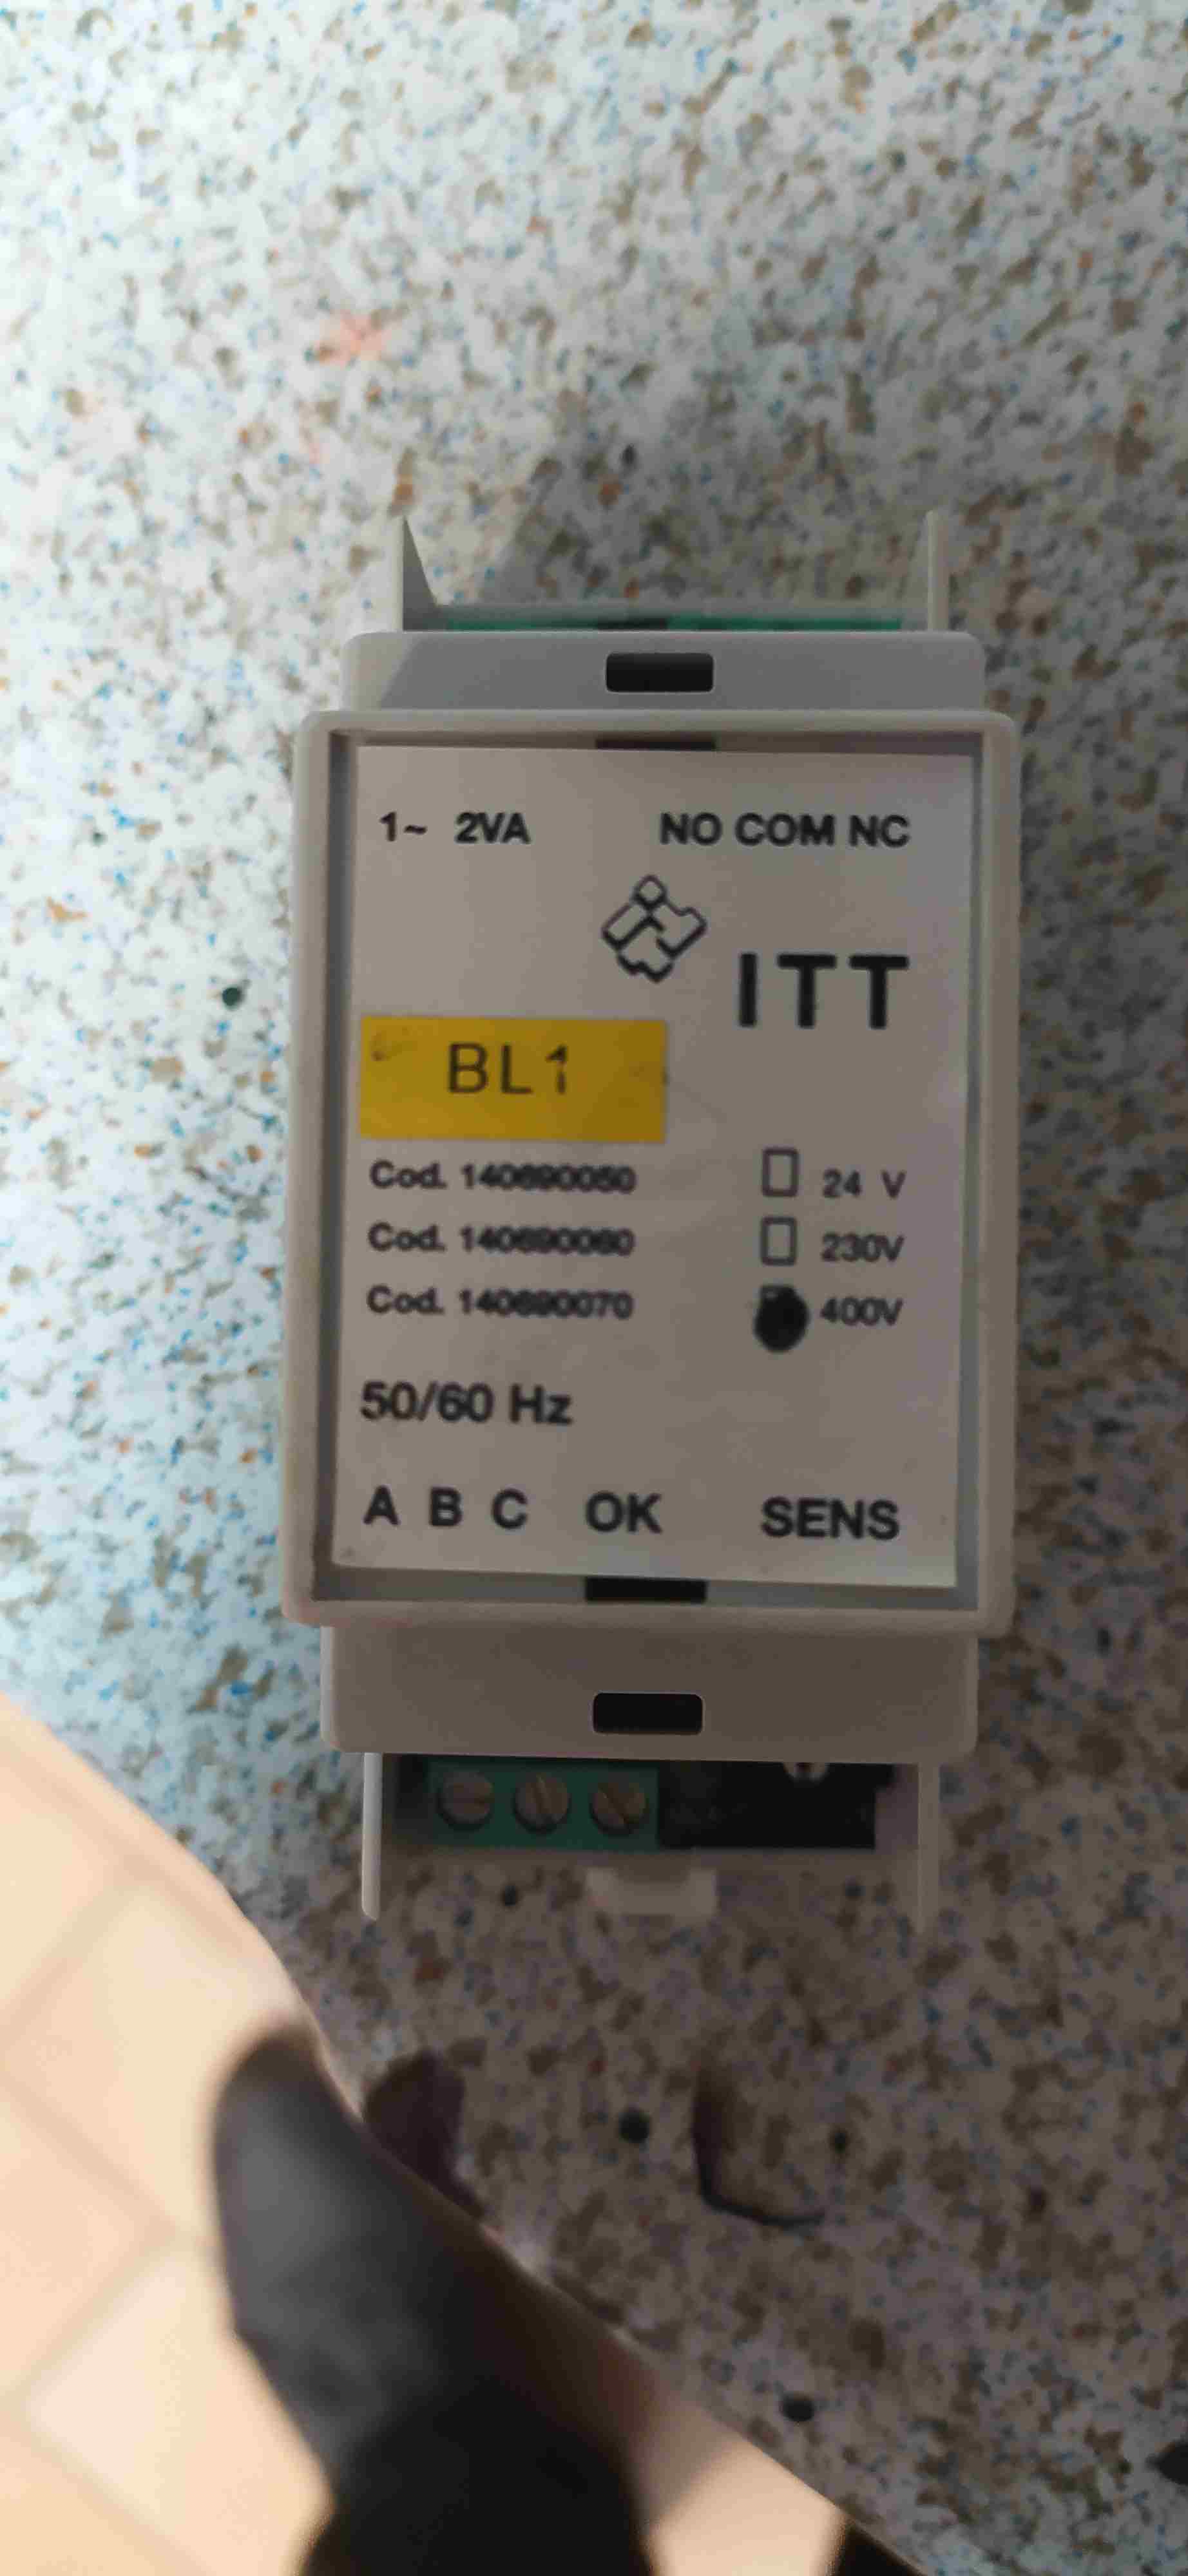 1~ 2VA NO COM NC
ITT
BL1
Cod. 140690050 24 V
Cod. 140690060 230V
Cod. 140690070 400V
50/60 Hz
A B C OK SENS